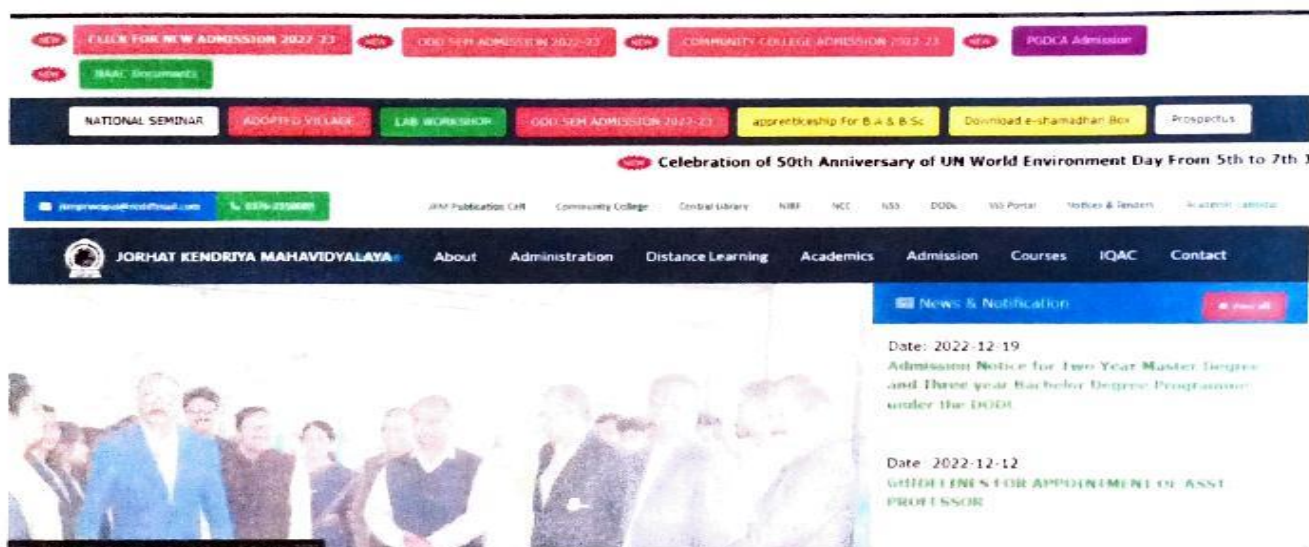 NEW CLICK FOR NEW ADMISSION 2022-23 NEW ODD SEM ADMISSION 2022-23 NEW COMMUNITY COLLEGE ADMISSION 2022-23 NEW PGDCA Admission
NEW NAAC Documents
NATIONAL SEMINAR ADOPTED VILLAGE LAB WORKSHOP ODD SEM ADMISSION 2022-23 apprenticeship For B.A & B.Sc Download e-shamadhan Box Prospectus
NEW Celebration of 50th Anniversary of UN World Environment Day From 5th to 7th
JKM Publication Cell Community College Central Library NIRF NCC NSS DODL SSS Portal Notices & Tenders Academic Calendar
JORHAT KENDRIYA MAHAVIDYALAYA About Administration Distance Learning Academics Admission Courses IQAC Contact
News & Notification View all
Date: 2022-12-19
Admission Notice for Two Year Master Degree
and Three year Bachelor Degree Programme
under the DODL
Date: 2022-12-12
GUIDELINES FOR APPOINTMENT OF ASST
PROFESSOR